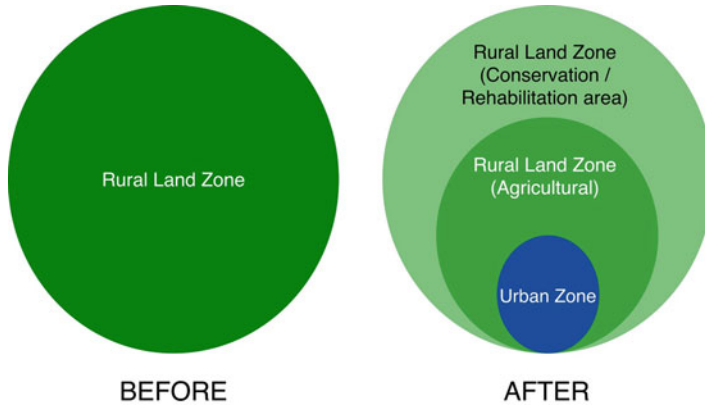 Rural Land Zone
Rural Land Zone
(Conservation /
Rehabilitation area)
Rural Land Zone
(Agricultural)
Urban Zone
BEFORE
AFTER